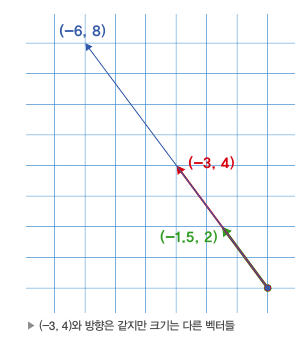 (−6, 8)
(−3, 4)
(−1.5, 2)
▶ (−3, 4)와 방향은 같지만 크기는 다른 벡터들